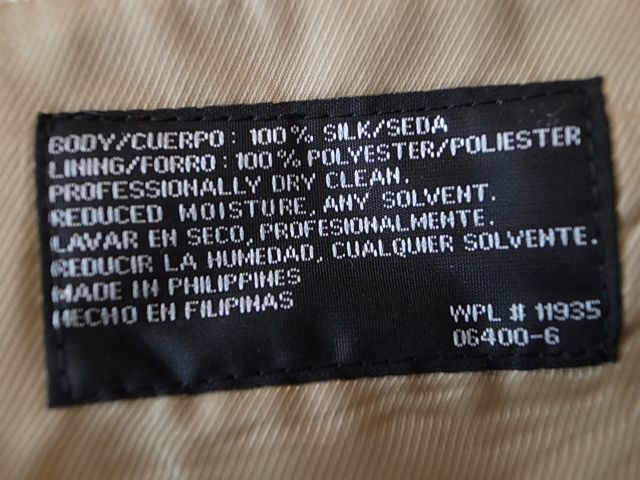 BODY/CUERPO: 100% SILK/SEDA
LINING/FORRO: 100% POLYESTER/POLIESTER
PROFESSIONALLY DRY CLEAN.
REDUCED MOISTURE, ANY SOLVENT.
LAVAR EN SECO, PROFESIONALMENTE.
REDUCIR LA HUMEDAD, CUALQUIER SOLVENTE.
MADE IN PHILIPPINES
HECHO EN FILIPINAS
WPL # 11935
06400-6